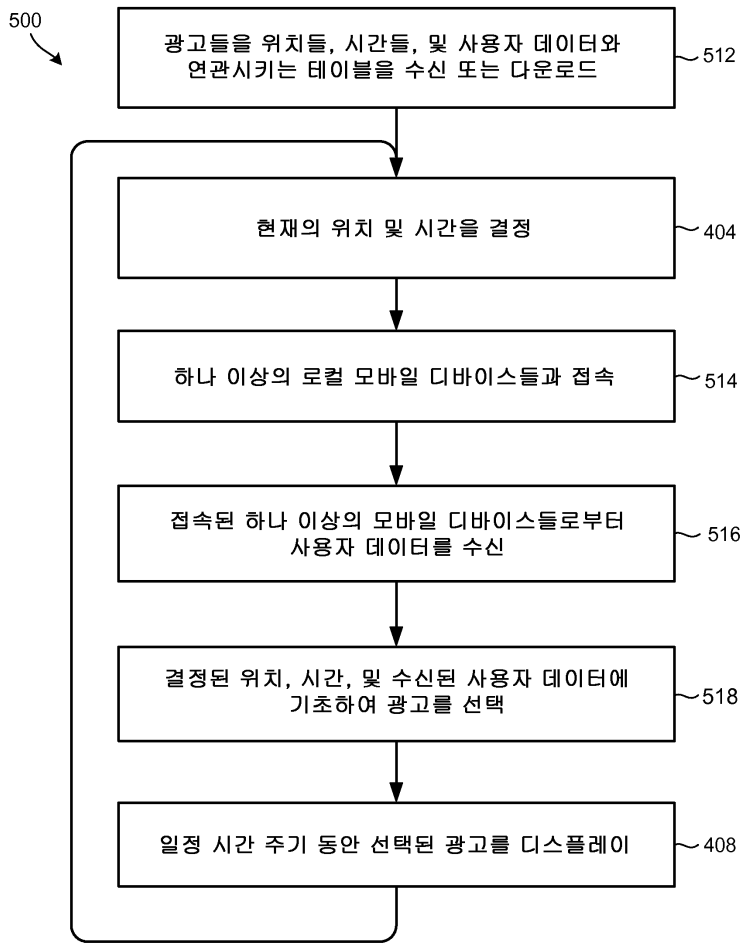 500
광고들을 위치들, 시간들, 및 사용자 데이터와
연관시키는 테이블을 수신 또는 다운로드
512
현재의 위치 및 시간을 결정
404
하나 이상의 로컬 모바일 디바이스들과 접속
514
접속된 하나 이상의 모바일 디바이스들로부터
사용자 데이터를 수신
516
결정된 위치, 시간, 및 수신된 사용자 데이터에
기초하여 광고를 선택
518
일정 시간 주기 동안 선택된 광고를 디스플레이
408